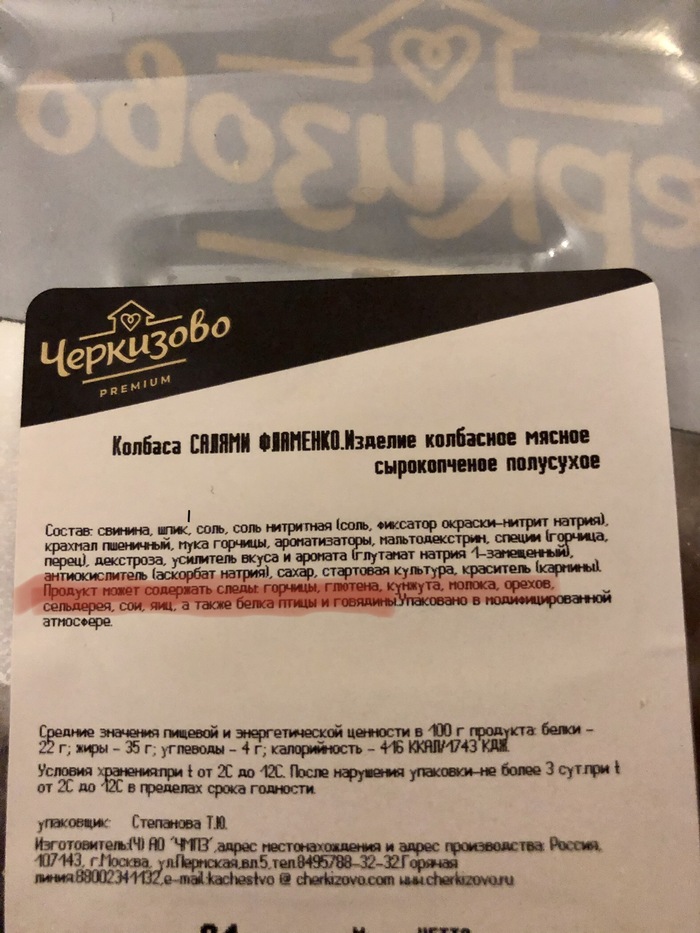 Черкизово
Черкизово
PREMIUM
Колбаса САЛЯМИ ФЛАМЕНКО.Изделие колбасное мясное
сырокопченое полусухое
Состав: свинина, шпик, соль, соль нитритная (соль, фиксатор окраски-нитрит натрия),
крахмал пшеничный, мука горчицы, ароматизаторы, мальтодекстрин, специи (горчица,
перец), декстроза, усилитель вкуса и аромата (глутамат натрия 1-замещенный),
антиокислитель (аскорбат натрия), сахар, стартовая культура, краситель (кармины).
Продукт может содержать следы: горчицы, глютена, кунжута, молока, орехов,
сельдерея, сои, яиц, а также белка птицы и говядины.Упаковано в модифицированной
атмосфере.
Средние значения пищевой и энергетической ценности в 100 г продукта: белки -
22 г; жиры - 35 г; углеводы - 4 г; калорийность - 416 ККАЛ/1743 КДЖ.
Условия хранения:при t от 2С до 12С. После нарушения упаковки-не более 3 сут.при t
от 2С до 12С в пределах срока годности.
упаковщик: Степанова Т.Ю.
Изготовитель:(Ч) АО "ЧМПЗ",адрес местонахождения и адрес производства: Россия,
107143, г.Москва, ул.Пермская,вл.5,тел.8495788-32-32.Горячая
линия:88002341132,e-mail:kachestvo @ cherkizovo.com www.cherkizovo.ru